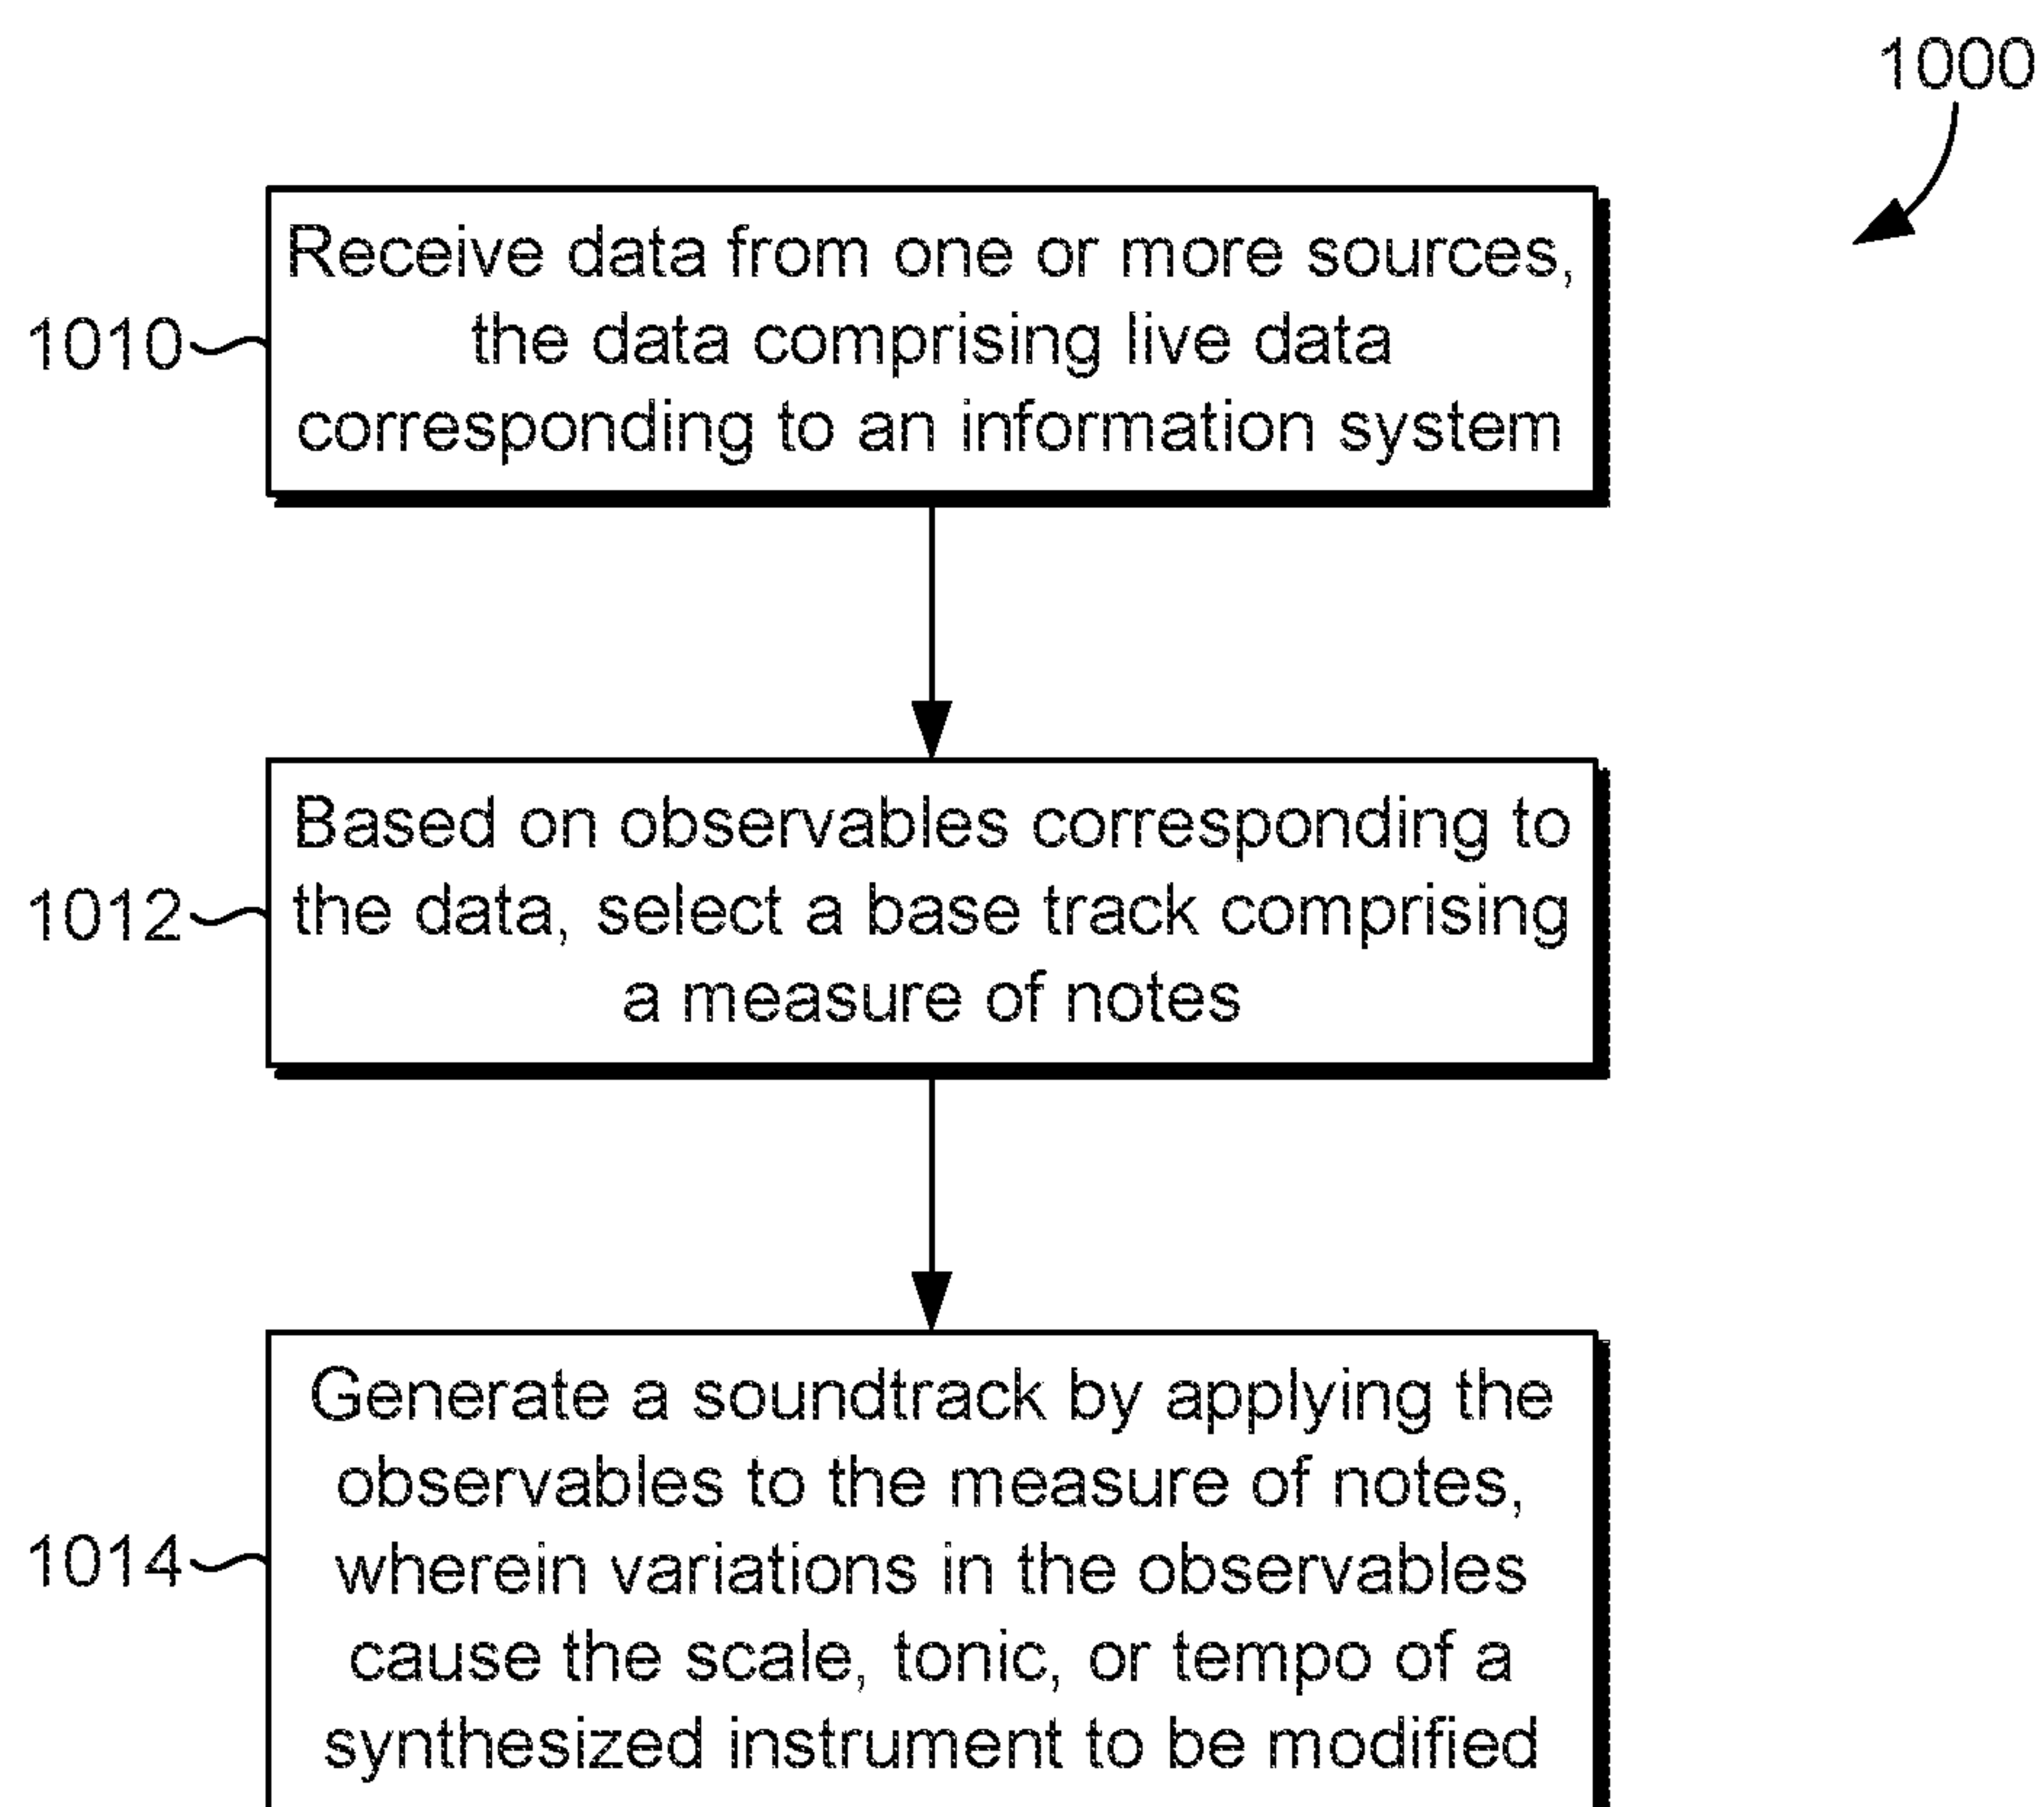 1000
Receive data from one or more sources,
the data comprising live data
corresponding to an information system
1010
Based on observables corresponding to
the data, select a base track comprising
a measure of notes
1012
Generate a soundtrack by applying the
observables to the measure of notes,
wherein variations in the observables
cause the scale, tonic, or tempo of a
synthesized instrument to be modified
1014